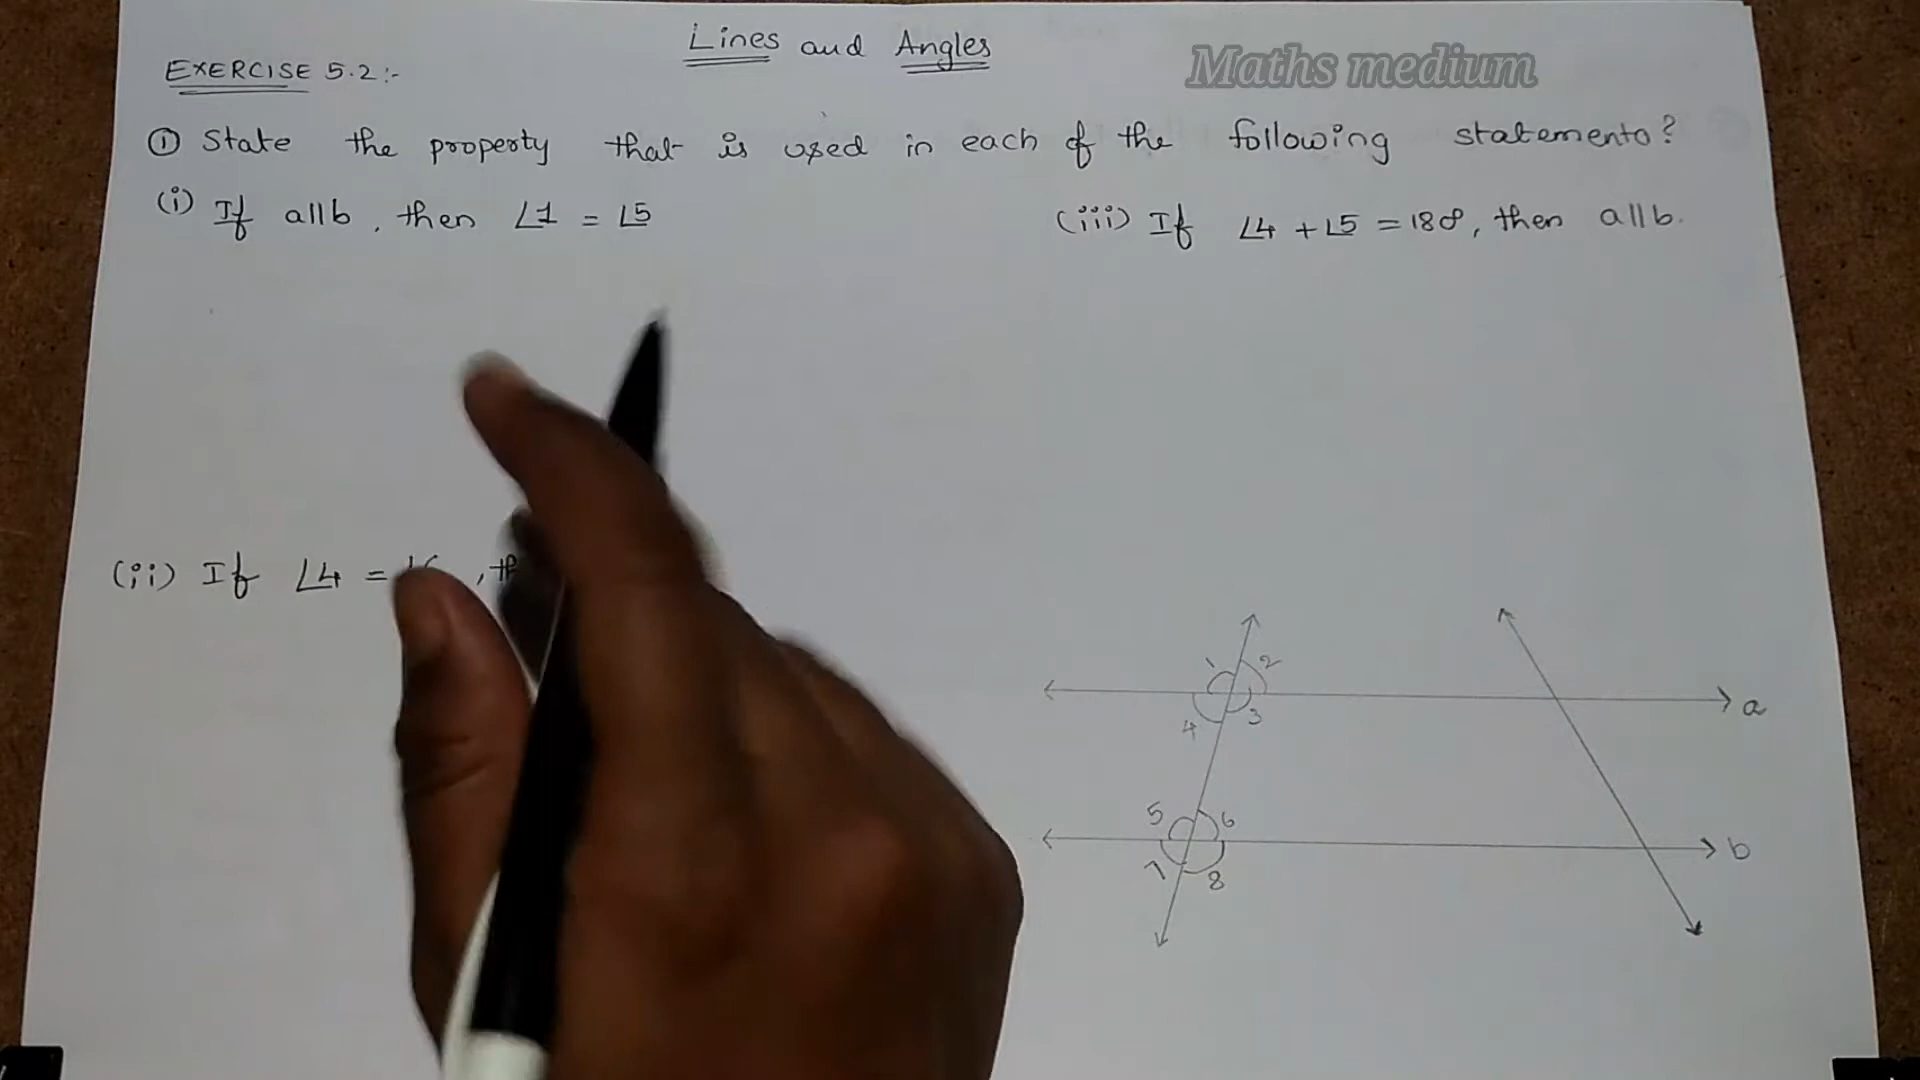 Lines and Angles
Maths medium
EXERCISE 5.2:-
① State the property that is used in each of the following statements?
(i) If a||b, then ∠1 = ∠5
(iii) If ∠4 + ∠5 = 180, then a||b.
(ii) If ∠4 = ,
1 2
a
4 3
5 6
b
7 8